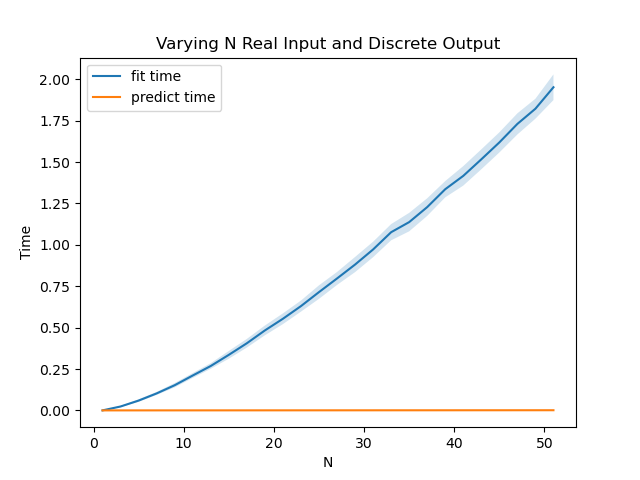 Varying N Real Input and Discrete Output
fit time
predict time
2.00
1.75
1.50
1.25
1.00
0.75
0.50
0.25
0.00
Time
0 10 20 30 40 50
N